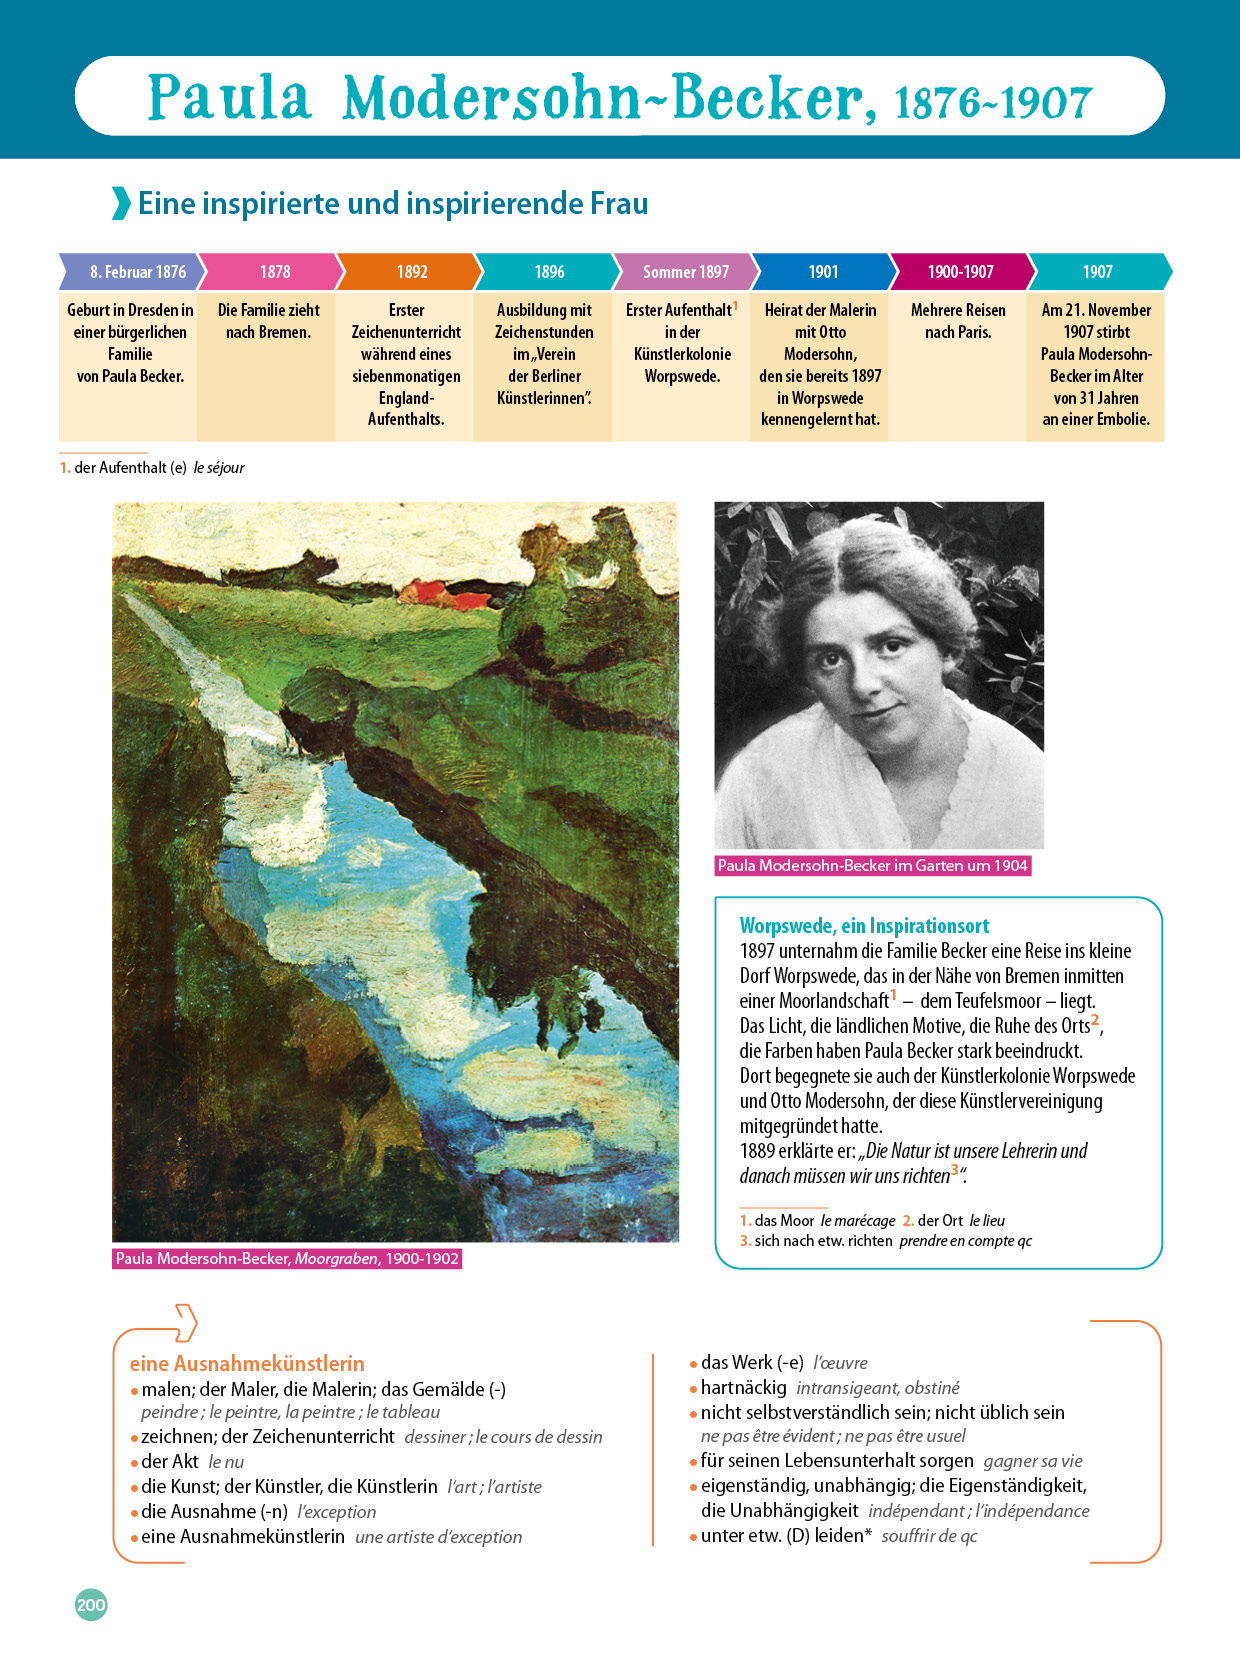 Paula Modersohn~Becker, 1876~1907
Eine inspirierte und inspirierende Frau
8. Februar 1876
Geburt in Dresden in
einer bürgerlichen
Familie
von Paula Becker.
1878
Die Familie zieht
nach Bremen.
1892
Erster
Zeichenunterricht
während eines
siebenmonatigen
England-
Aufenthalts.
1896
Ausbildung mit
Zeichenstunden
im „Verein
der Berliner
Künstlerinnen“.
Sommer 1897
Erster Aufenthalt1
in der
Künstlerkolonie
Worpswede.
1901
Heirat der Malerin
mit Otto
Modersohn,
den sie bereits 1897
in Worpswede
kennengelernt hat.
1900-1907
Mehrere Reisen
nach Paris.
1907
Am 21. November
1907 stirbt
Paula Modersohn-
Becker im Alter
von 31 Jahren
an einer Embolie.
1. der Aufenthalt (e) le séjour
Paula Modersohn-Becker, Moorgraben, 1900-1902
Paula Modersohn-Becker im Garten um 1904
Worpswede, ein Inspirationsort
1897 unternahm die Familie Becker eine Reise ins kleine
Dorf Worpswede, das in der Nähe von Bremen inmitten
einer Moorlandschaft1 – dem Teufelsmoor – liegt.
Das Licht, die ländlichen Motive, die Ruhe des Orts2,
die Farben haben Paula Becker stark beeindruckt.
Dort begegnete sie auch der Künstlerkolonie Worpswede
und Otto Modersohn, der diese Künstlervereinigung
mitgegründet hatte.
1889 erklärte er: „Die Natur ist unsere Lehrerin und
danach müssen wir uns richten3“.
1. das Moor le marécage 2. der Ort le lieu
3. sich nach etw. richten prendre en compte qc
eine Ausnahmekünstlerin
• malen; der Maler, die Malerin; das Gemälde (-)
peindre ; le peintre, la peintre ; le tableau
• zeichnen; der Zeichenunterricht dessiner ; le cours de dessin
• der Akt le nu
• die Kunst; der Künstler, die Künstlerin l’art ; l’artiste
• die Ausnahme (-n) l’exception
• eine Ausnahmekünstlerin une artiste d’exception
• das Werk (-e) l’œuvre
• hartnäckig intransigeant, obstiné
• nicht selbstverständlich sein; nicht üblich sein
ne pas être évident ; ne pas être usuel
• für seinen Lebensunterhalt sorgen gagner sa vie
• eigenständig, unabhängig; die Eigenständigkeit,
die Unabhängigkeit indépendant ; l’indépendance
• unter etw. (D) leiden* souffrir de qc
200